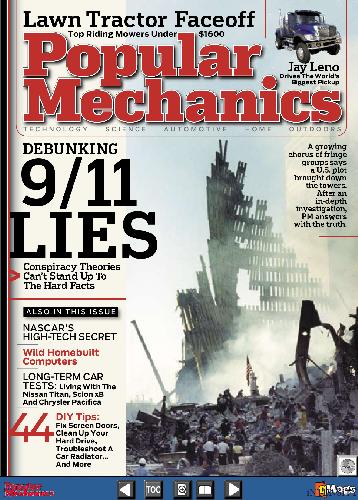 Lawn Tractor Faceoff
Top Riding Mowers Under $1600
Popular
Mechanics
Jay Leno
Drives The World's
Biggest Pickup
TECHNOLOGY SCIENCE AUTOMOTIVE HOME OUTDOORS
DEBUNKING
9/11
LIES
Conspiracy Theories
Can't Stand Up To
The Hard Facts
A growing
chorus of fringe
groups says
a U.S. plot
brought down
the towers.
After an
in-depth
investigation,
PM answers
with the truth.
ALSO IN THIS ISSUE
NASCAR'S
HIGH-TECH SECRET
Wild Homebuilt
Computers
LONG-TERM CAR
TESTS: Living With The
Nissan Titan, Scion xB
And Chrysler Pacifica
44 DIY Tips:
Fix Screen Doors,
Clean Up Your
Hard Drive,
Troubleshoot A
Car Radiator...
And More
Popular
Mechanics
TOC